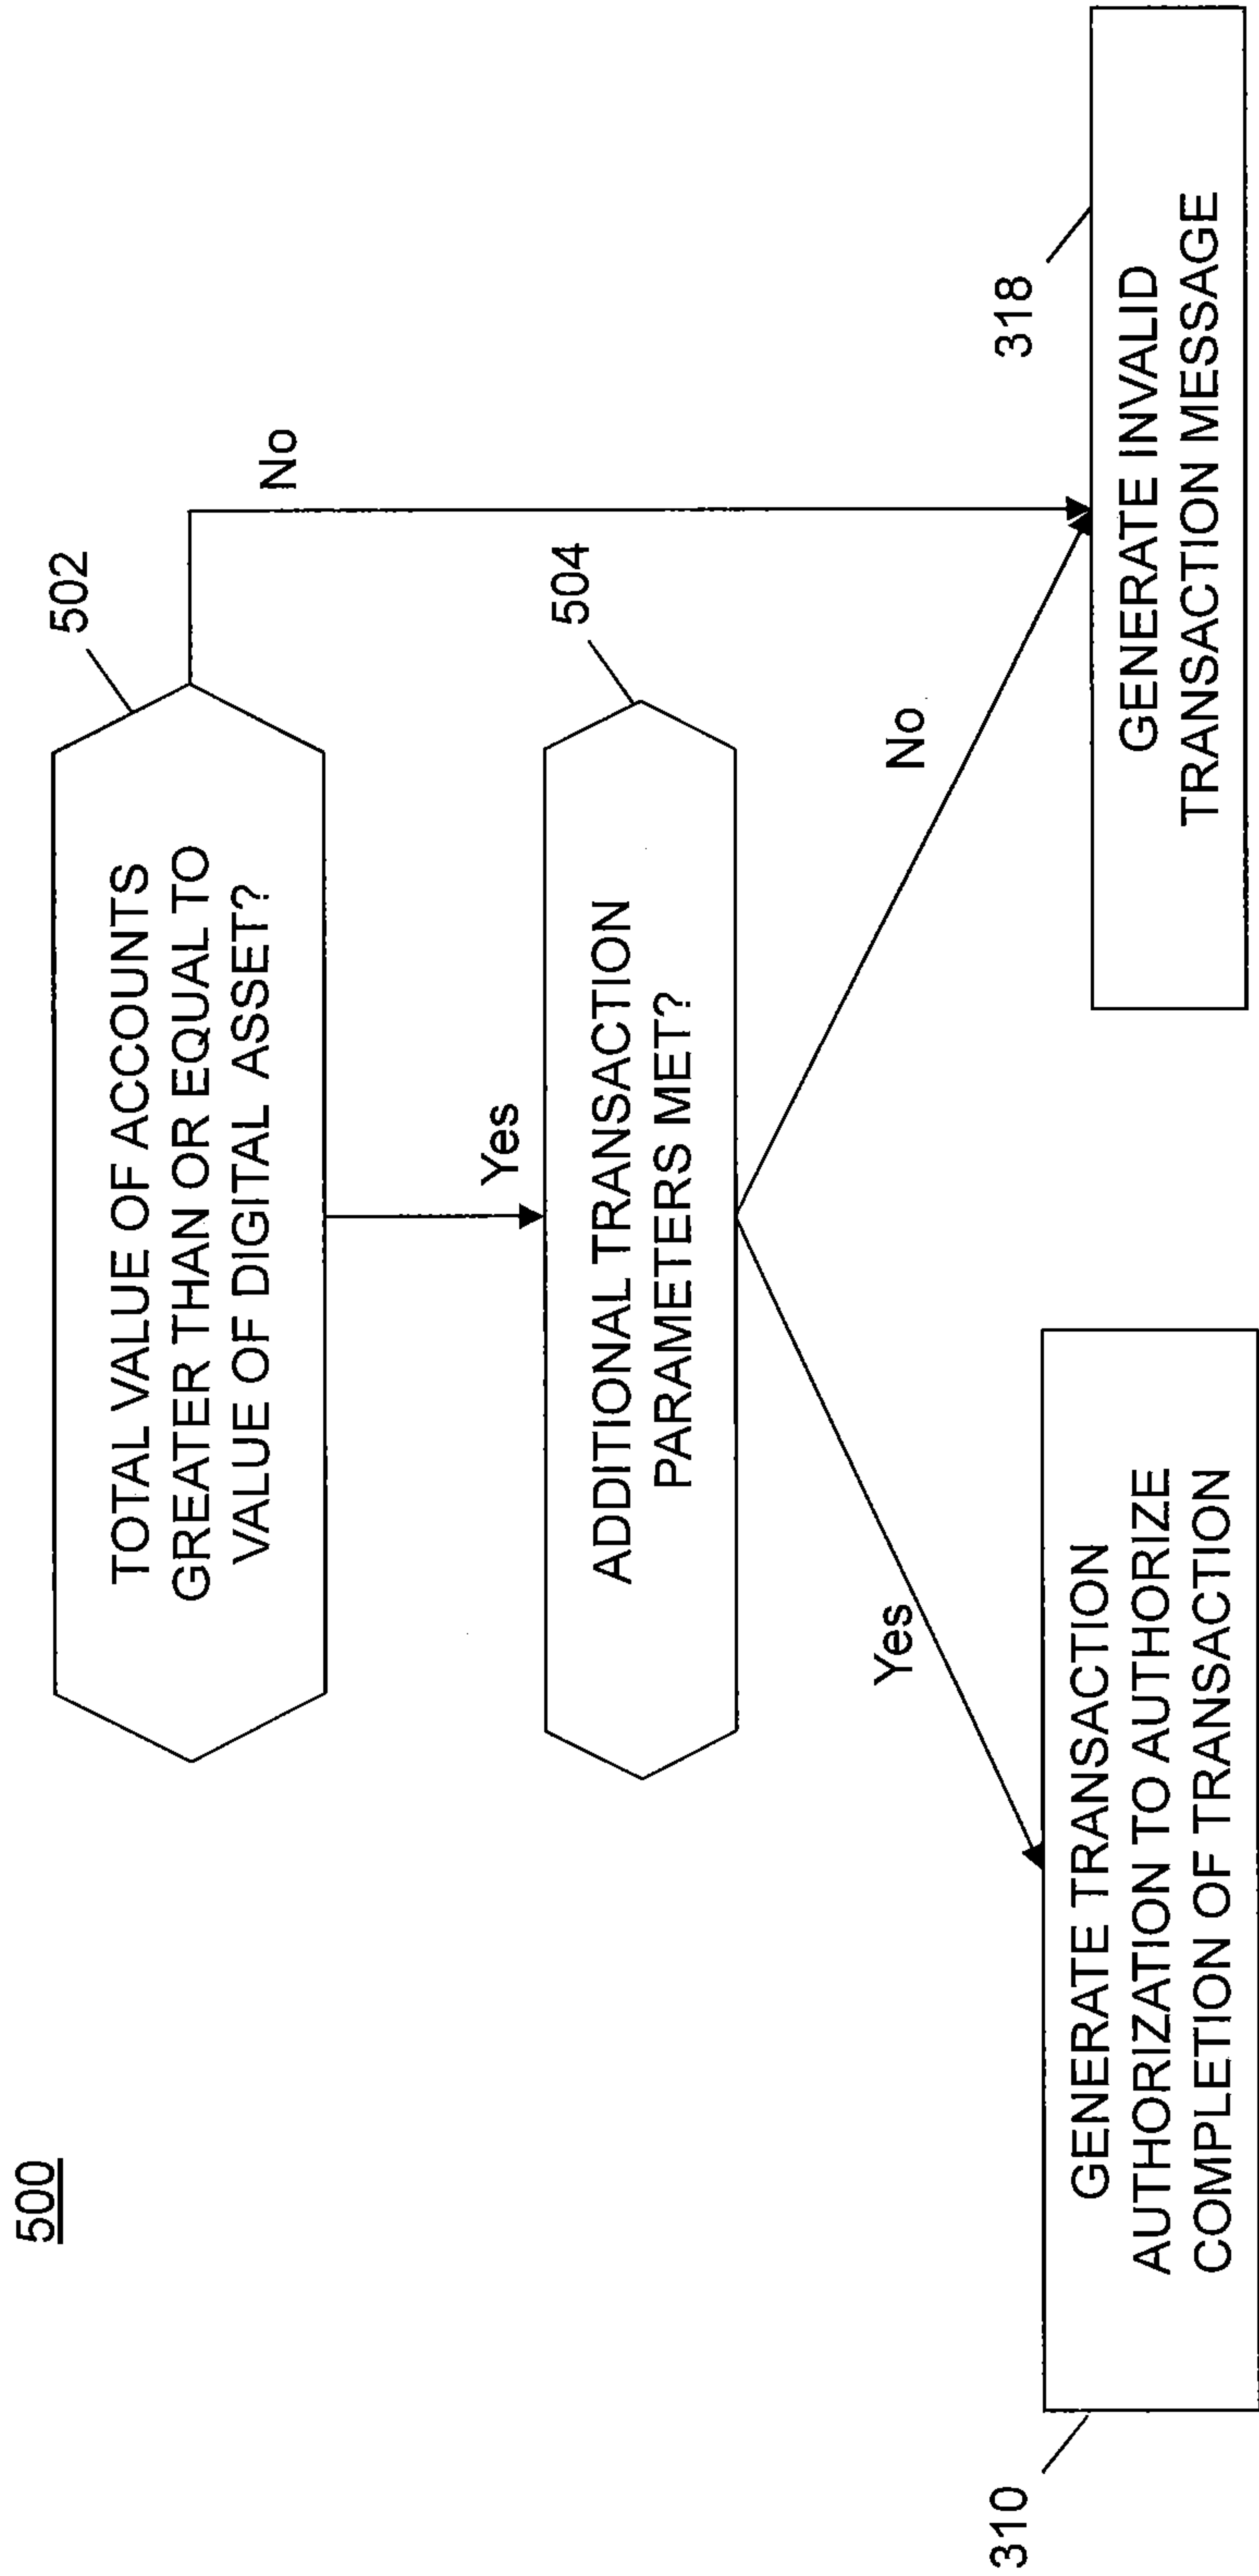 500
502
TOTAL VALUE OF ACCOUNTS
GREATER THAN OR EQUAL TO
VALUE OF DIGITAL ASSET?
No
Yes
504
ADDITIONAL TRANSACTION
PARAMETERS MET?
Yes
No
310
GENERATE TRANSACTION
AUTHORIZATION TO AUTHORIZE
COMPLETION OF TRANSACTION
318
GENERATE INVALID
TRANSACTION MESSAGE